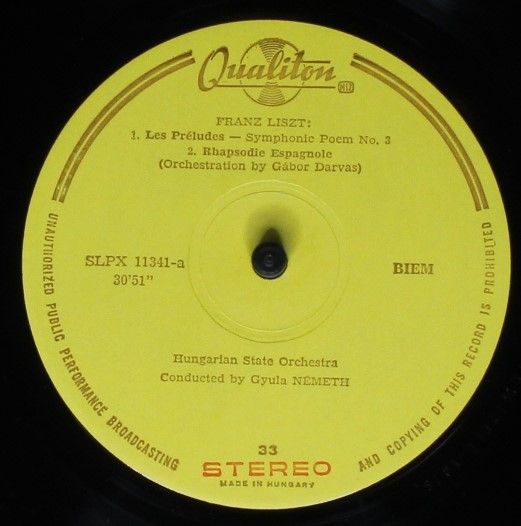 Qualiton
FRANZ LISZT:
1. Les Préludes — Symphonic Poem No. 3
2. Rhapsodie Espagnole
(Orchestration by Gábor Darvas)
SLPX 11341-a
30'51"
BIEM
Hungarian State Orchestra
Conducted by Gyula NÉMETH
33
STEREO
MADE IN HUNGARY
UNAUTHORIZED PUBLIC PERFORMANCE BROADCASTING AND COPYING OF THIS RECORD IS PROHIBITED